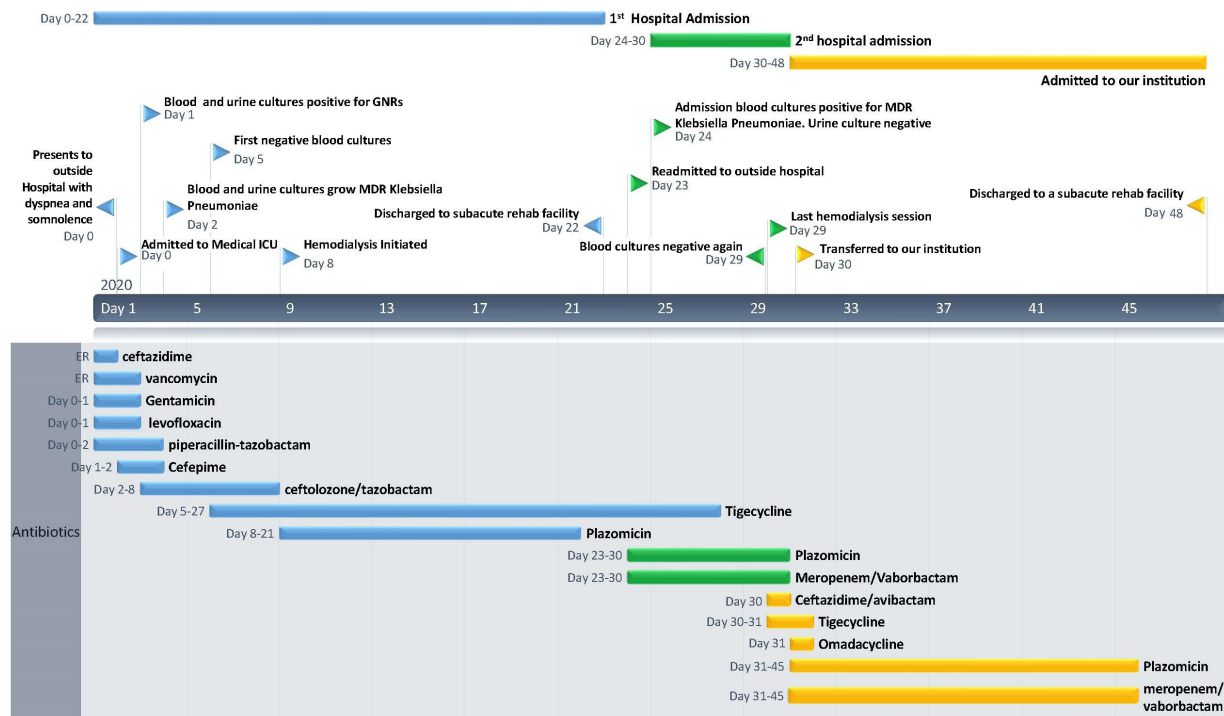 Day 0-22 1st Hospital Admission
Day 24-30 2nd hospital admission
Day 30-48
Admitted to our institution
Blood and urine cultures positive for GNRs
Day 1
First negative blood cultures
Day 5
Presents to
outside
Hospital with
dyspnea and
somnolence
Day 0
Blood and urine cultures grow MDR Klebsiella
Pneumoniae
Day 2
Admitted to Medical ICU
Day 0
Hemodialysis Initiated
Day 8
Discharged to subacute rehab facility
Day 22
Admission blood cultures positive for MDR
Klebsiella Pneumoniae. Urine culture negative
Day 24
Readmitted to outside hospital
Day 23
Last hemodialysis session
Day 29
Blood cultures negative again
Day 29
Transferred to our institution
Day 30
Discharged to a subacute rehab facility
Day 48
2020
Day 1 5 9 13 17 21 25 29 33 37 41 45
Antibiotics
ER ceftazidime
ER vancomycin
Day 0-1 Gentamicin
Day 0-1 levofloxacin
Day 0-2 piperacillin-tazobactam
Day 1-2 Cefepime
Day 2-8 ceftolozone/tazobactam
Day 5-27 Tigecycline
Day 8-21 Plazomicin
Day 23-30 Plazomicin
Day 23-30 Meropenem/Vaborbactam
Day 30 Ceftazidime/avibactam
Day 30-31 Tigecycline
Day 31 Omadacycline
Day 31-45 Plazomicin
Day 31-45 meropenem/
vaborbactam